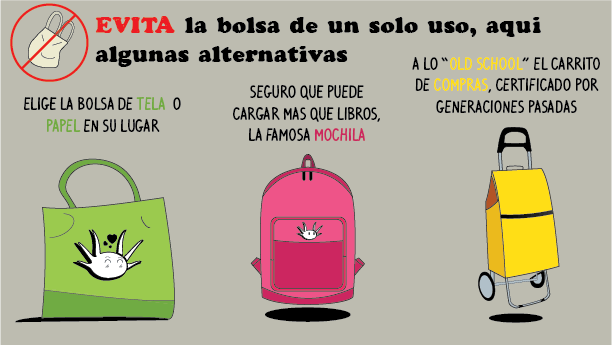 EVITA la bolsa de un solo uso, aqui
algunas alternativas
ELIGE LA BOLSA DE TELA O
PAPEL EN SU LUGAR
SEGURO QUE PUEDE
CARGAR MAS QUE LIBROS,
LA FAMOSA MOCHILA
A LO "OLD SCHOOL" EL CARRITO
DE COMPRAS, CERTIFICADO POR
GENERACIONES PASADAS